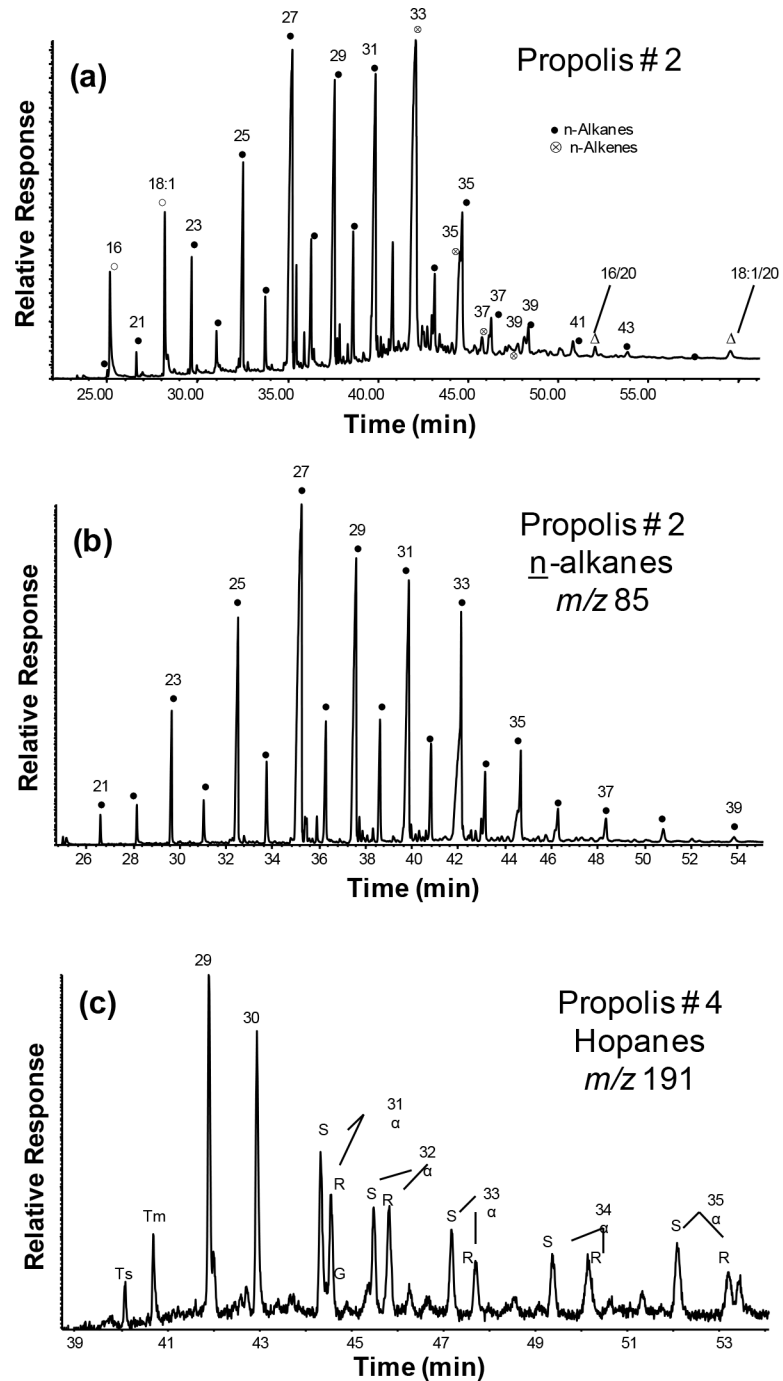 (a)
Propolis # 2
● n-Alkanes
⊗ n-Alkenes
Relative Response
16
21
18:1
23
25
27
29
31
33
35
35
37
37
39
39
41
16/20
43
18:1/20
25.00 30.00 35.00 40.00 45.00 50.00 55.00
Time (min)
(b)
Propolis # 2
n-alkanes
m/z 85
Relative Response
21
23
25
27
29
31
33
35
37
39
26 28 30 32 34 36 38 40 42 44 46 48 50 52 54
Time (min)
(c)
Propolis # 4
Hopanes
m/z 191
Relative Response
Ts
Tm
29
30
S
R
G
31
α
S
R
32
α
S
R
33
α
S
R
34
α
S
R
35
α
39 41 43 45 47 49 51 53
Time (min)